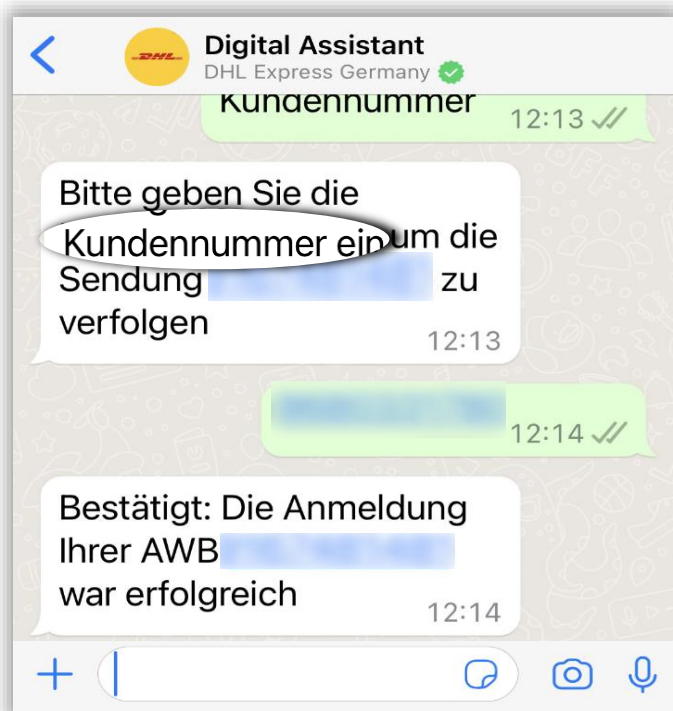 Digital Assistant
DHL
DHL Express Germany
Kundennummer
12:13
Bitte geben Sie die
Kundennummer ein um die
Sendung zu
verfolgen
12:13
12:14
Bestätigt: Die Anmeldung
Ihrer AWB
war erfolgreich
12:14